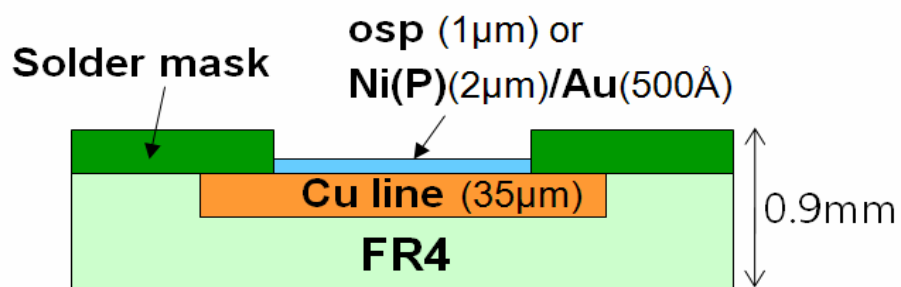 osp (1μm) or
Solder mask
Ni(P)(2μm)/Au(500Å)
Cu line (35μm)
0.9mm
FR4